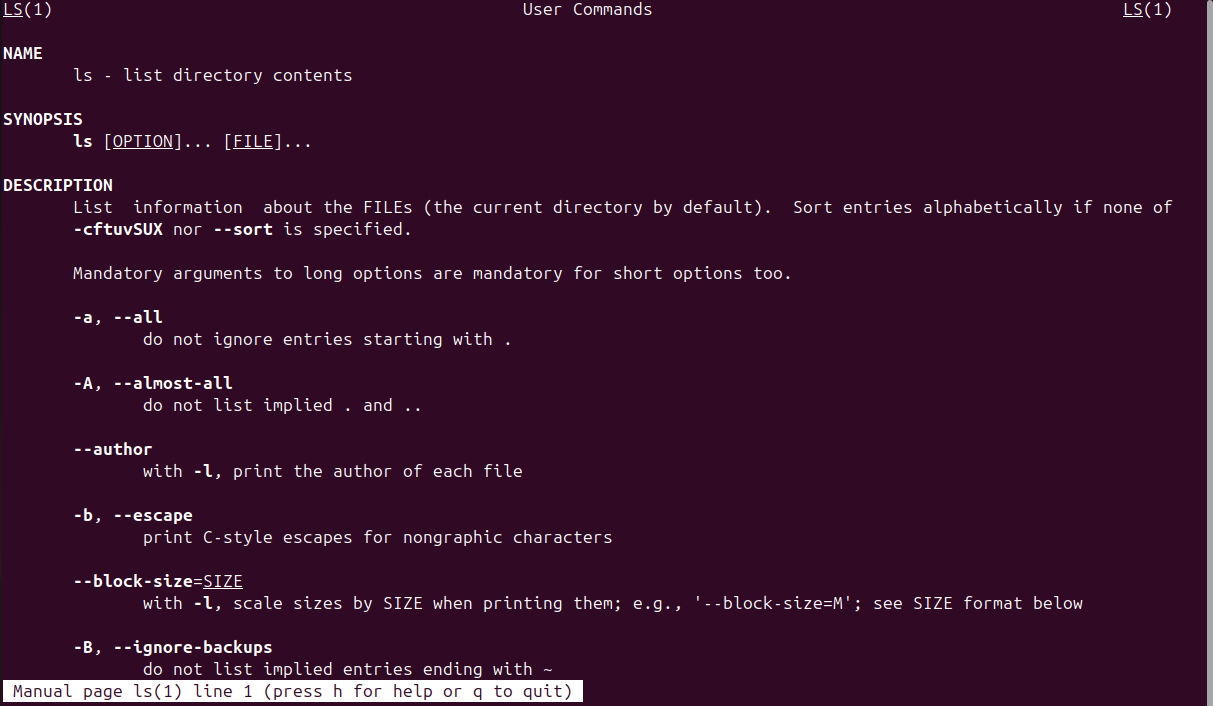 LS(1) User Commands LS(1)
NAME
ls - list directory contents
SYNOPSIS
ls [OPTION]... [FILE]...
DESCRIPTION
List  information  about the FILEs (the current directory by default).  Sort entries alphabetically if none of
-cftuvSUX nor --sort is specified.
Mandatory arguments to long options are mandatory for short options too.
-a, --all
do not ignore entries starting with .
-A, --almost-all
do not list implied . and ..
--author
with -l, print the author of each file
-b, --escape
print C-style escapes for nongraphic characters
--block-size=SIZE
with -l, scale sizes by SIZE when printing them; e.g., '--block-size=M'; see SIZE format below
-B, --ignore-backups
do not list implied entries ending with ~
Manual page ls(1) line 1 (press h for help or q to quit)